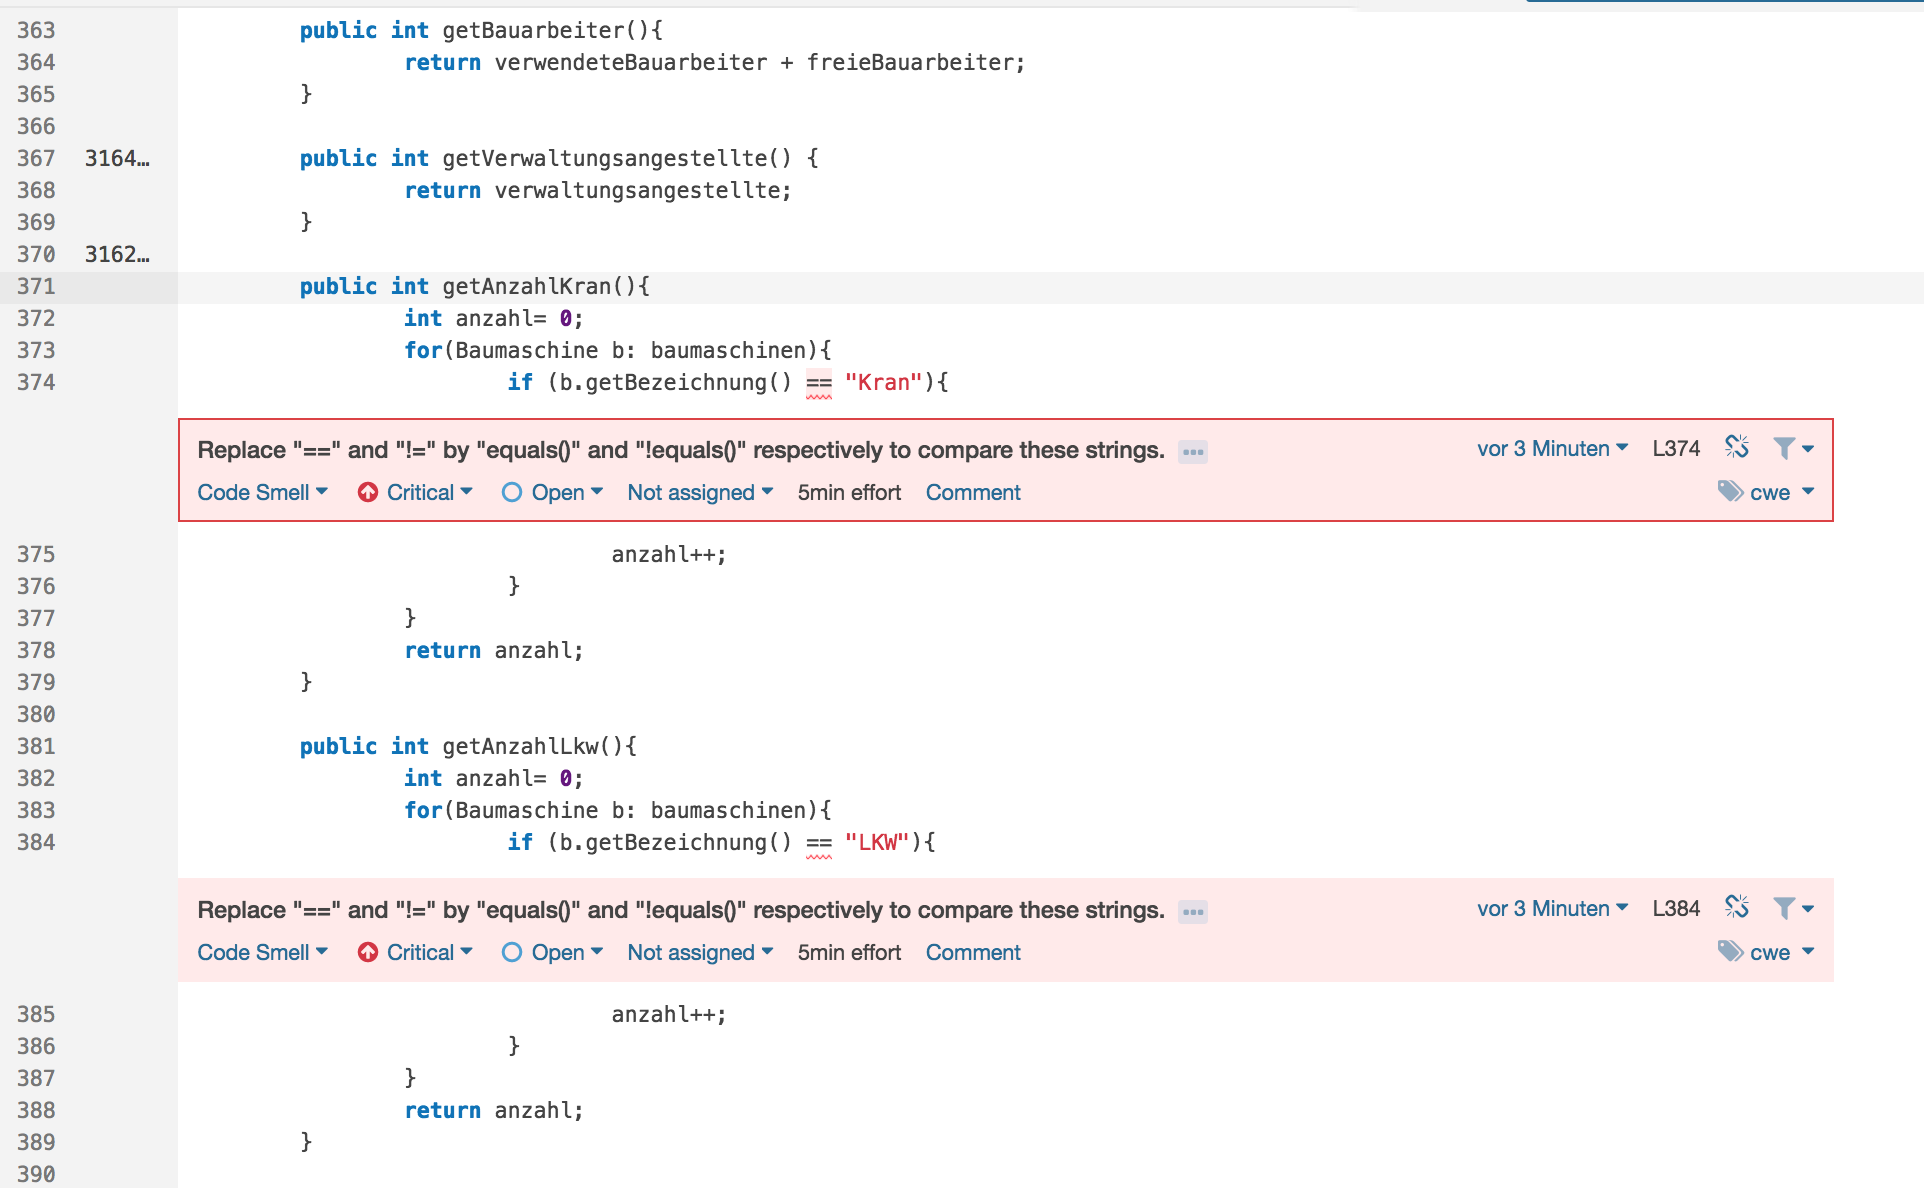 363 public int getBauarbeiter(){
364 return verwendeteBauarbeiter + freieBauarbeiter;
365 }
366
367 3164… public int getVerwaltungsangestellte() {
368 return verwaltungsangestellte;
369 }
370 3162…
371 public int getAnzahlKran(){
372 int anzahl= 0;
373 for(Baumaschine b: baumaschinen){
374 if (b.getBezeichnung() == "Kran"){
Replace "==" and "!=" by "equals()" and "!equals()" respectively to compare these strings. ... vor 3 Minuten L374
Code Smell Critical Open Not assigned 5min effort Comment cwe
375 anzahl++;
376 }
377 }
378 return anzahl;
379 }
380
381 public int getAnzahlLkw(){
382 int anzahl= 0;
383 for(Baumaschine b: baumaschinen){
384 if (b.getBezeichnung() == "LKW"){
Replace "==" and "!=" by "equals()" and "!equals()" respectively to compare these strings. ... vor 3 Minuten L384
Code Smell Critical Open Not assigned 5min effort Comment cwe
385 anzahl++;
386 }
387 }
388 return anzahl;
389 }
390